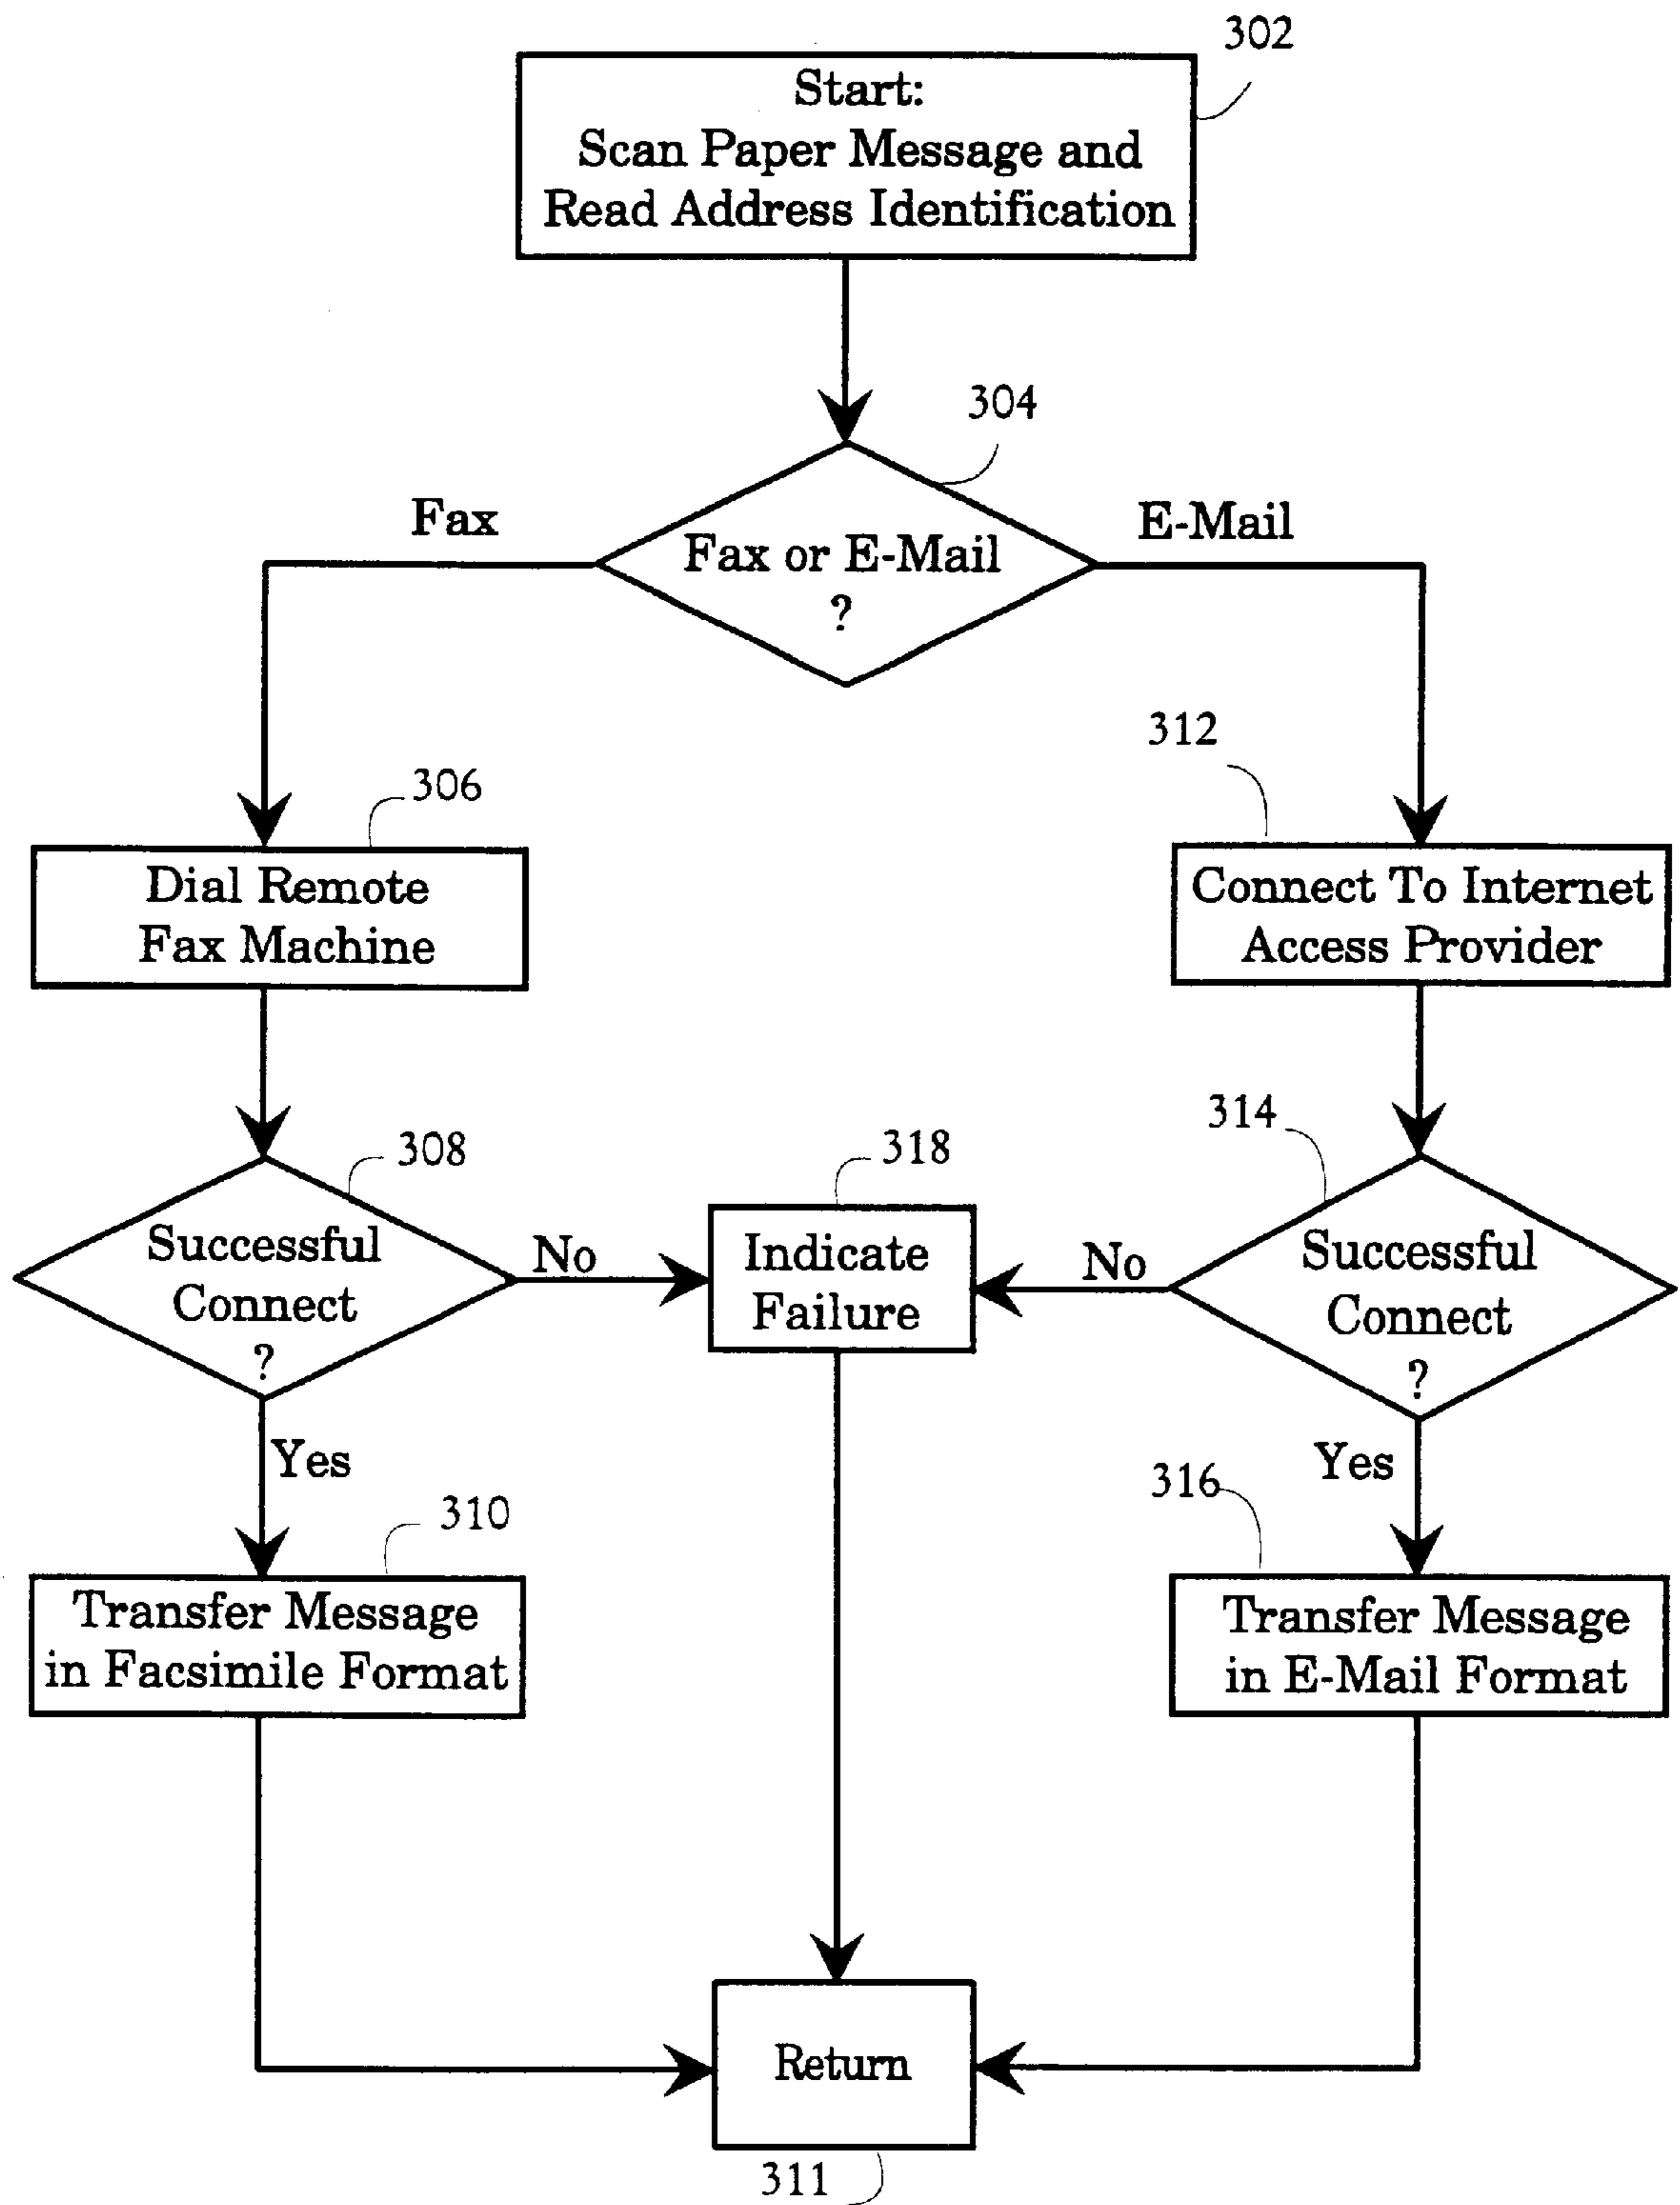 302
Start:
Scan Paper Message and
Read Address Identification
304
Fax
E-Mail
Fax or E-Mail
?
306
Dial Remote
Fax Machine
312
Connect To Internet
Access Provider
308
Successful
Connect
?
No
318
Indicate
Failure
314
Successful
Connect
?
No
Yes
310
Transfer Message
in Facsimile Format
Yes
316
Transfer Message
in E-Mail Format
Return
311